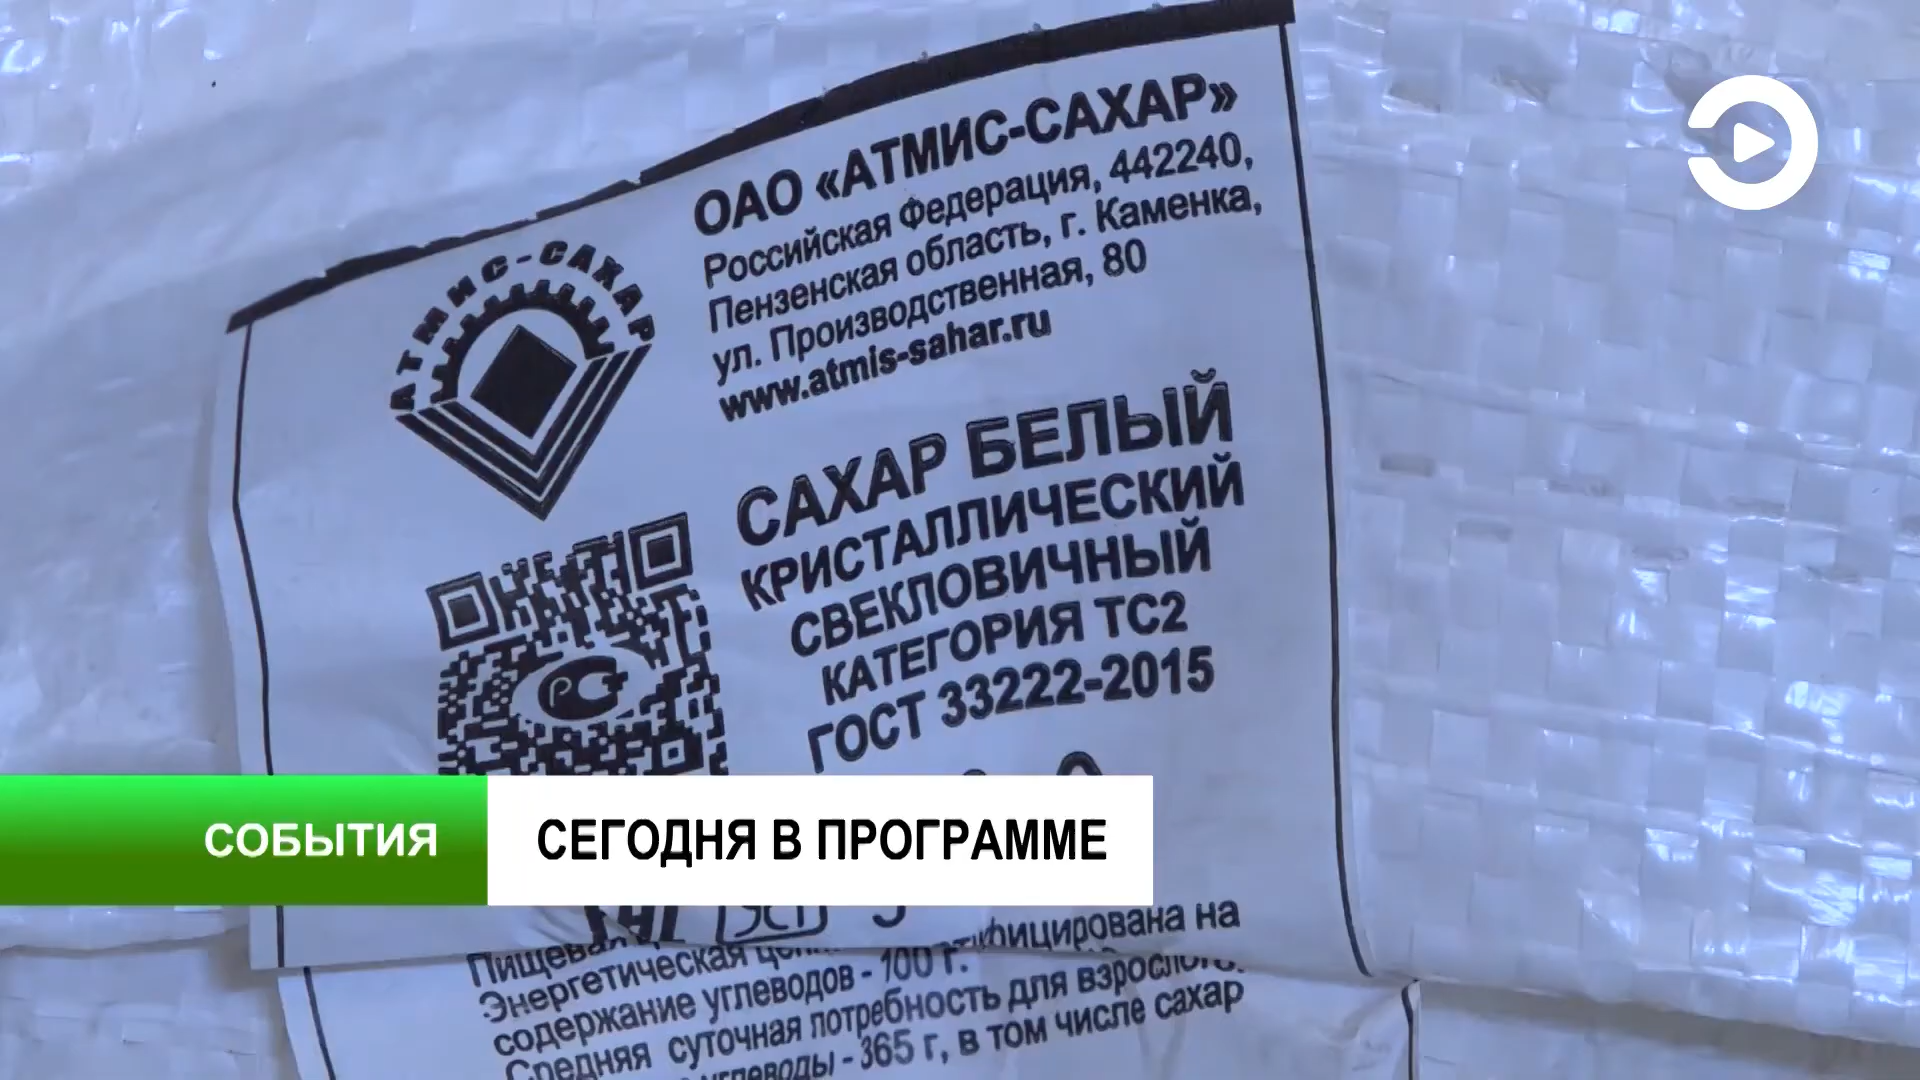 ОАО «АТМИС-САХАР»
Российская Федерация, 442240,
Пензенская область, г. Каменка,
ул. Производственная, 80
www.atmis-sahar.ru
АТМИС-САХАР
САХАР БЕЛЫЙ
КРИСТАЛЛИЧЕСКИЙ
СВЕКЛОВИЧНЫЙ
КАТЕГОРИЯ ТС2
ГОСТ 33222-2015
РСТ
СОБЫТИЯ
СЕГОДНЯ В ПРОГРАММЕ
на
Энергетическая
содержание углеводов - 100 г.
Средняя суточная потребность для взрослого
углеводы - 365 г, в том числе сахар